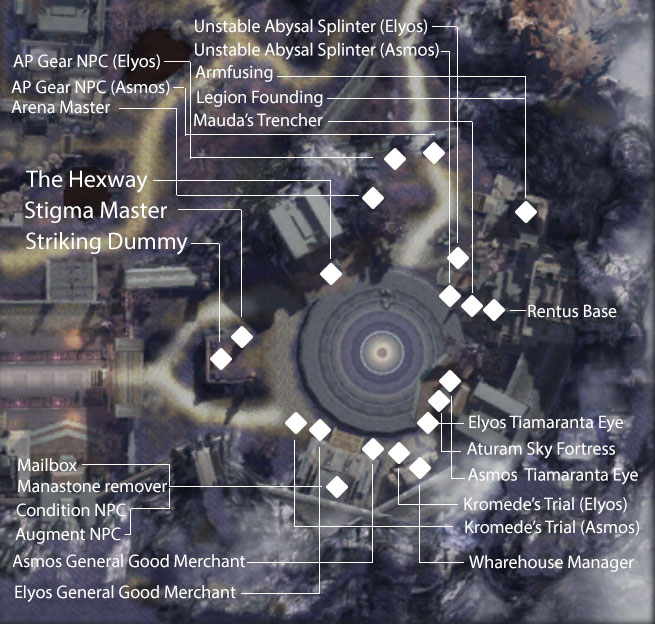 Unstable Abysal Splinter (Elyos)
Unstable Abysal Splinter (Asmos)
AP Gear NPC (Elyos)
Armfusing
AP Gear NPC (Asmos)
Legion Founding
Arena Master
Mauda's Trencher
The Hexway
Stigma Master
Striking Dummy
Rentus Base
Elyos Tiamaranta Eye
Aturam Sky Fortress
Asmos Tiamaranta Eye
Mailbox
Manastone remover
Condition NPC
Augment NPC
Kromede's Trial (Elyos)
Kromede's Trial (Asmos)
Asmos General Good Merchant
Wharehouse Manager
Elyos General Good Merchant